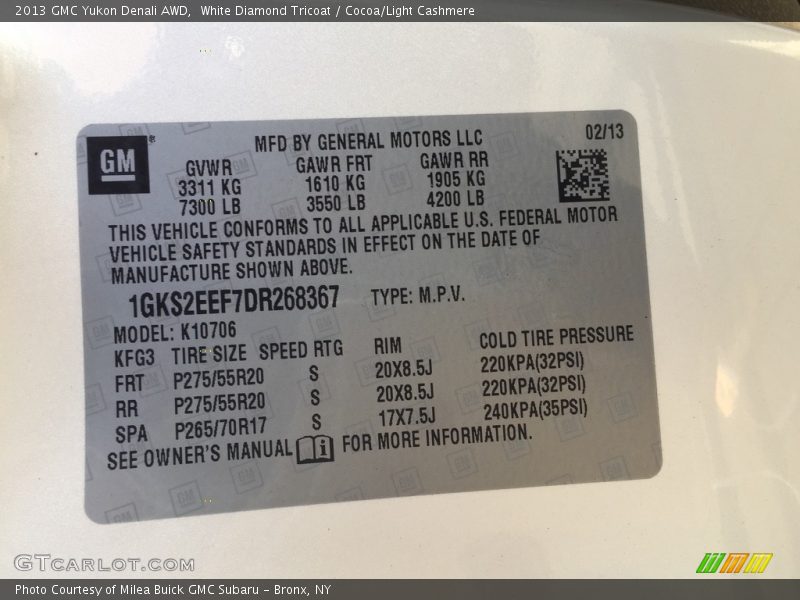 2013 GMC Yukon Denali AWD,  White Diamond Tricoat / Cocoa/Light Cashmere
MFD BY GENERAL MOTORS LLC 02/13
GM ®
GVWR GAWR FRT GAWR RR
3311 KG 1610 KG 1905 KG
7300 LB 3550 LB 4200 LB
THIS VEHICLE CONFORMS TO ALL APPLICABLE U.S. FEDERAL MOTOR
VEHICLE SAFETY STANDARDS IN EFFECT ON THE DATE OF
MANUFACTURE SHOWN ABOVE.
1GKS2EEF7DR268367 TYPE: M.P.V.
MODEL: K10706
KFG3 TIRE SIZE SPEED RTG RIM COLD TIRE PRESSURE
FRT P275/55R20 S 20X8.5J 220KPA(32PSI)
RR P275/55R20 S 20X8.5J 220KPA(32PSI)
SPA P265/70R17 S 17X7.5J 240KPA(35PSI)
SEE OWNER'S MANUAL i FOR MORE INFORMATION.
GTCARLOT.COM
Photo Courtesy of Milea Buick GMC Subaru - Bronx, NY